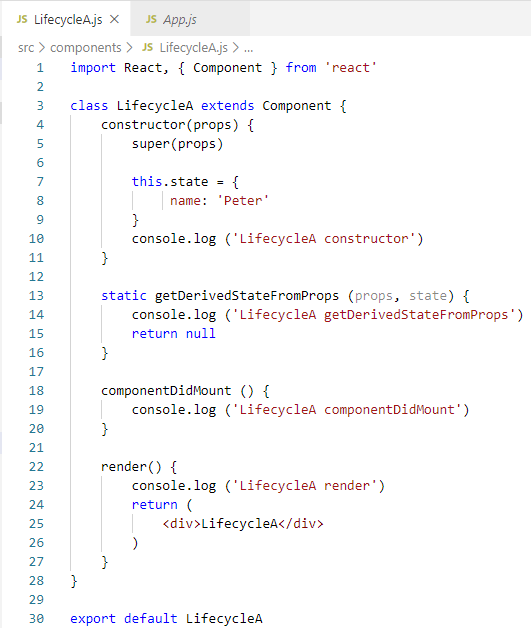 JS LifecycleA.js × JS App.js
src > components > JS LifecycleA.js > ...
1 import React, { Component } from 'react'
2
3 class LifecycleA extends Component {
4 constructor(props) {
5 super(props)
6
7 this.state = {
8 name: 'Peter'
9 }
10 console.log ('LifecycleA constructor')
11 }
12
13 static getDerivedStateFromProps (props, state) {
14 console.log ('LifecycleA getDerivedStateFromProps')
15 return null
16 }
17
18 componentDidMount () {
19 console.log ('LifecycleA componentDidMount')
20 }
21
22 render() {
23 console.log ('LifecycleA render')
24 return (
25 <div>LifecycleA</div>
26 )
27 }
28 }
29
30 export default LifecycleA